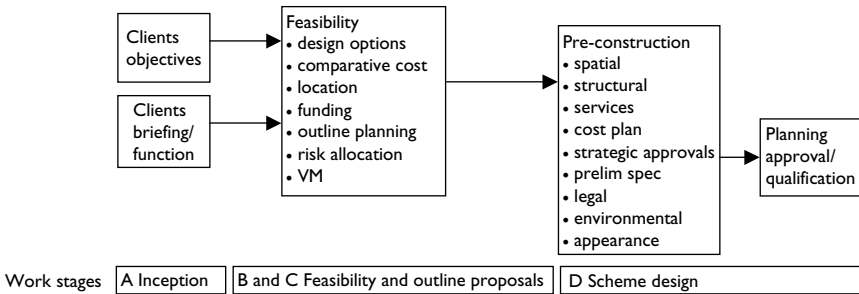 Clients
objectives
Clients
briefing/
function
Feasibility
• design options
• comparative cost
• location
• funding
• outline planning
• risk allocation
• VM
Pre-construction
• spatial
• structural
• services
• cost plan
• strategic approvals
• prelim spec
• legal
• environmental
• appearance
Planning
approval/
qualification
Work stages
A Inception
B and C Feasibility and outline proposals
D Scheme design